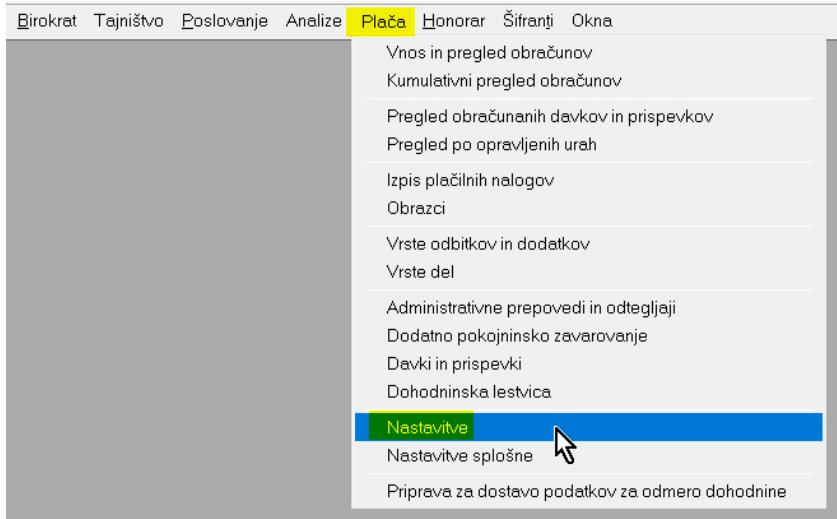 Birokrat Tajništvo Poslovanje Analize Plača Honorar Šifranti Okna
Vnos in pregled obračunov
Kumulativni pregled obračunov
Pregled obračunanih davkov in prispevkov
Pregled po opravljenih urah
Izpis plačilnih nalogov
Obrazci
Vrste odbitkov in dodatkov
Vrste del
Administrativne prepovedi in odtegljaji
Dodatno pokojninsko zavarovanje
Davki in prispevki
Dohodninska lestvica
Nastavitve
Nastavitve splošne
Priprava za dostavo podatkov za odmero dohodnine